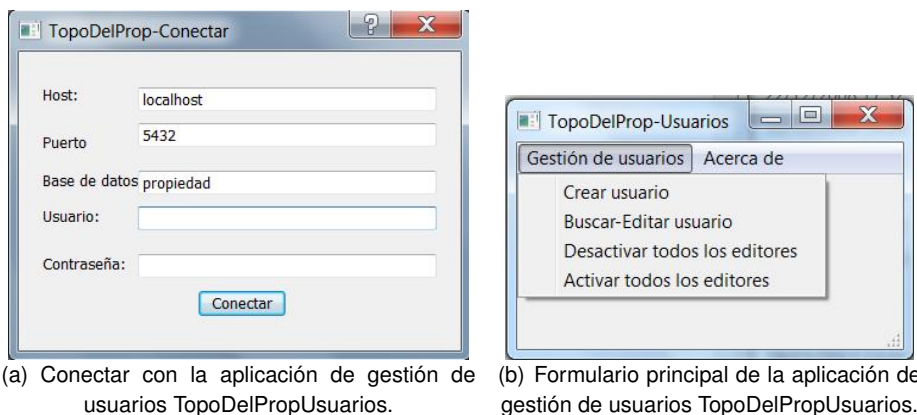 TopoDelProp-Conectar
Host:
localhost
Puerto
5432
Base de datos propiedad
Usuario:
Contraseña:
Conectar
(a) Conectar con la aplicación de gestión de
usuarios TopoDelPropUsuarios.
TopoDelProp-Usuarios
Gestión de usuarios Acerca de
Crear usuario
Buscar-Editar usuario
Desactivar todos los editores
Activar todos los editores
(b) Formulario principal de la aplicación de
gestión de usuarios TopoDelPropUsuarios.